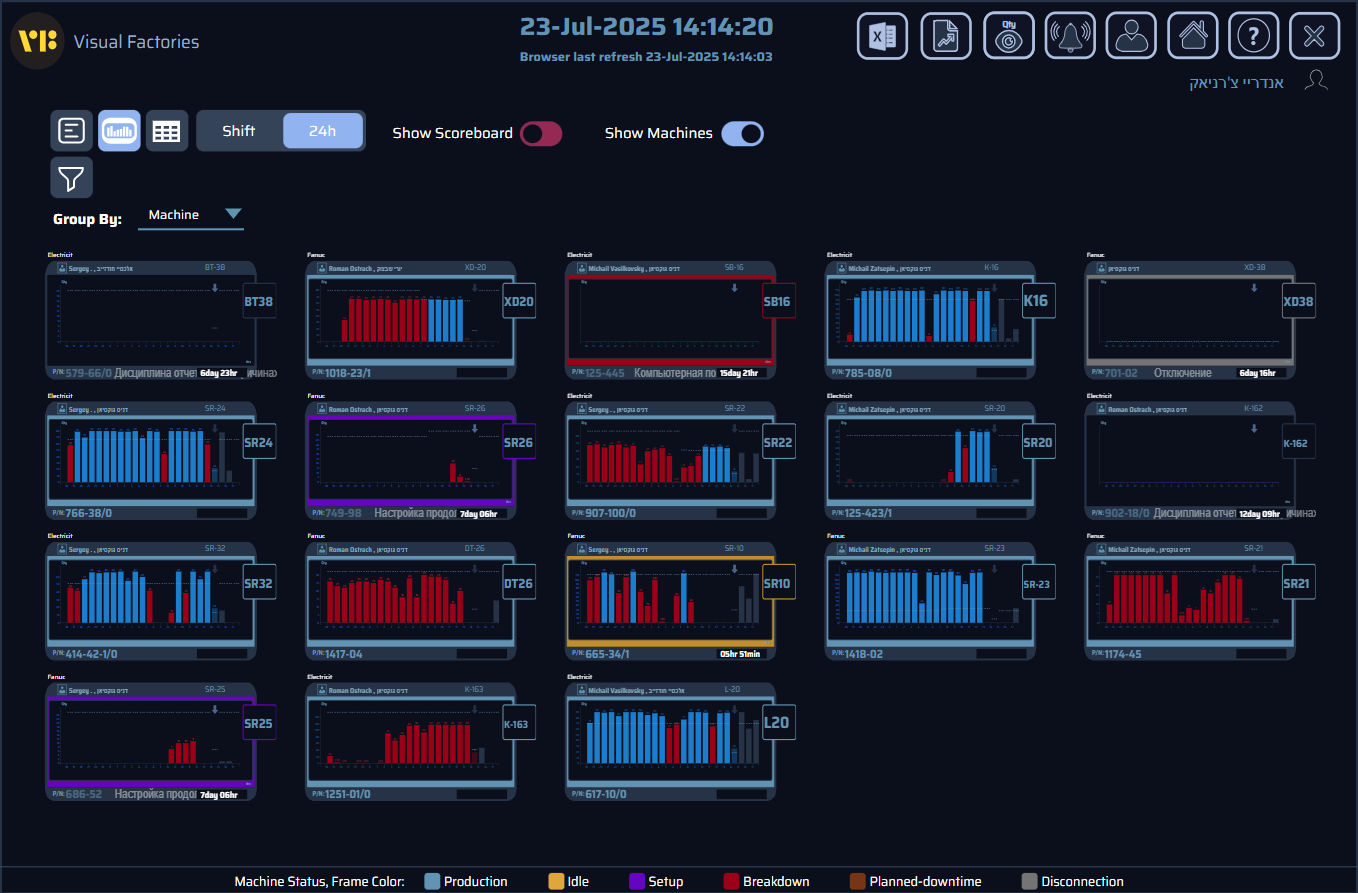 Visual Factories
23-Jul-2025 14:14:20
Browser last refresh 23-Jul-2025 14:14:03
Qty
אנדריי צ'רניאק
Shift 24h Show Scoreboard Show Machines
Group By: Machine
Electricit
Sergey . , אלכסיי חודרייב BT-38
BT38
P/N: 579-66/0 Дисциплина отчет 6day 23hr ичинах
Fanuc
Roman Ostrach , יורי שבצוק XD-20
XD20
P/N: 1018-23/1
Electricit
Michail Vasilkovsky , דניס גוקסיאן SB-16
SB16
P/N: 125-445 Компьютерная по 15day 21hr
Electricit
Michail Zatsepin , דניס גוקסיאן K-16
K16
P/N: 785-08/0
Fanuc
דניס גוקסיאן XD-38
XD38
P/N: 701-02 Отключение 6day 16hr
Electricit
Sergey . , דניס גוקסיאן SR-24
SR24
P/N: 766-38/0
Fanuc
Roman Ostrach , דניס גוקסיאן SR-26
SR26
P/N: 749-98 Настройка продол 7day 06hr
Electricit
Sergey . , דניס גוקסיאן SR-22
SR22
P/N: 907-100/0
Electricit
Michail Zatsepin , דניס גוקסיאן SR-20
SR20
P/N: 125-423/1
Electricit
Roman Ostrach , דניס גוקסיאן K-162
K-162
P/N: 902-18/0 Дисциплина отчет 12day 09hr ичинах
Electricit
Sergey . , דניס גוקסיאן SR-32
SR32
P/N: 414-42-1/0
Fanuc
Roman Ostrach , דניס גוקסיאן DT-26
DT26
P/N: 1417-04
Fanuc
Sergey . , דניס גוקסיאן SR-10
SR10
P/N: 665-34/1 05hr 51min
Fanuc
Michail Zatsepin , דניס גוקסיאן SR-23
SR-23
P/N: 1418-02
Fanuc
Michail Zatsepin , דניס גוקסיאן SR-21
SR21
P/N: 1174-45
Fanuc
Sergey . , דניס גוקסיאן SR-25
SR25
P/N: 686-52 Настройка продол 7day 06hr
Electricit
Roman Ostrach , דניס גוקסיאן K-163
K-163
P/N: 1251-01/0
Electricit
Michail Vasilkovsky , אלכסיי חודרייב L-20
L20
P/N: 617-10/0
Machine Status, Frame Color: Production Idle Setup Breakdown Planned-downtime Disconnection